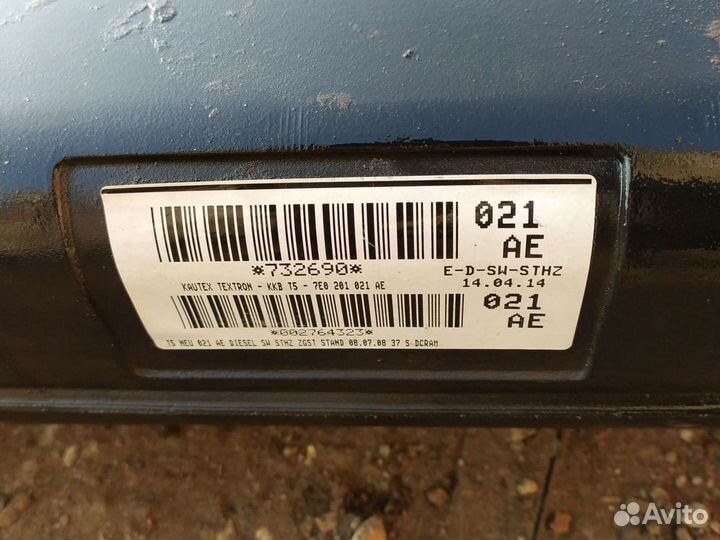 021
AE
*732690*
E-D-SW-STHZ
KAUTEX TEXTRON - KKB T5 - 7E0 201 021 AE
14.04.14
021
AE
*002764323*
T5 NEU 021 AE DIESEL SW STHZ ZGST STAND 08.07.08 37 S DGRAM
Avito